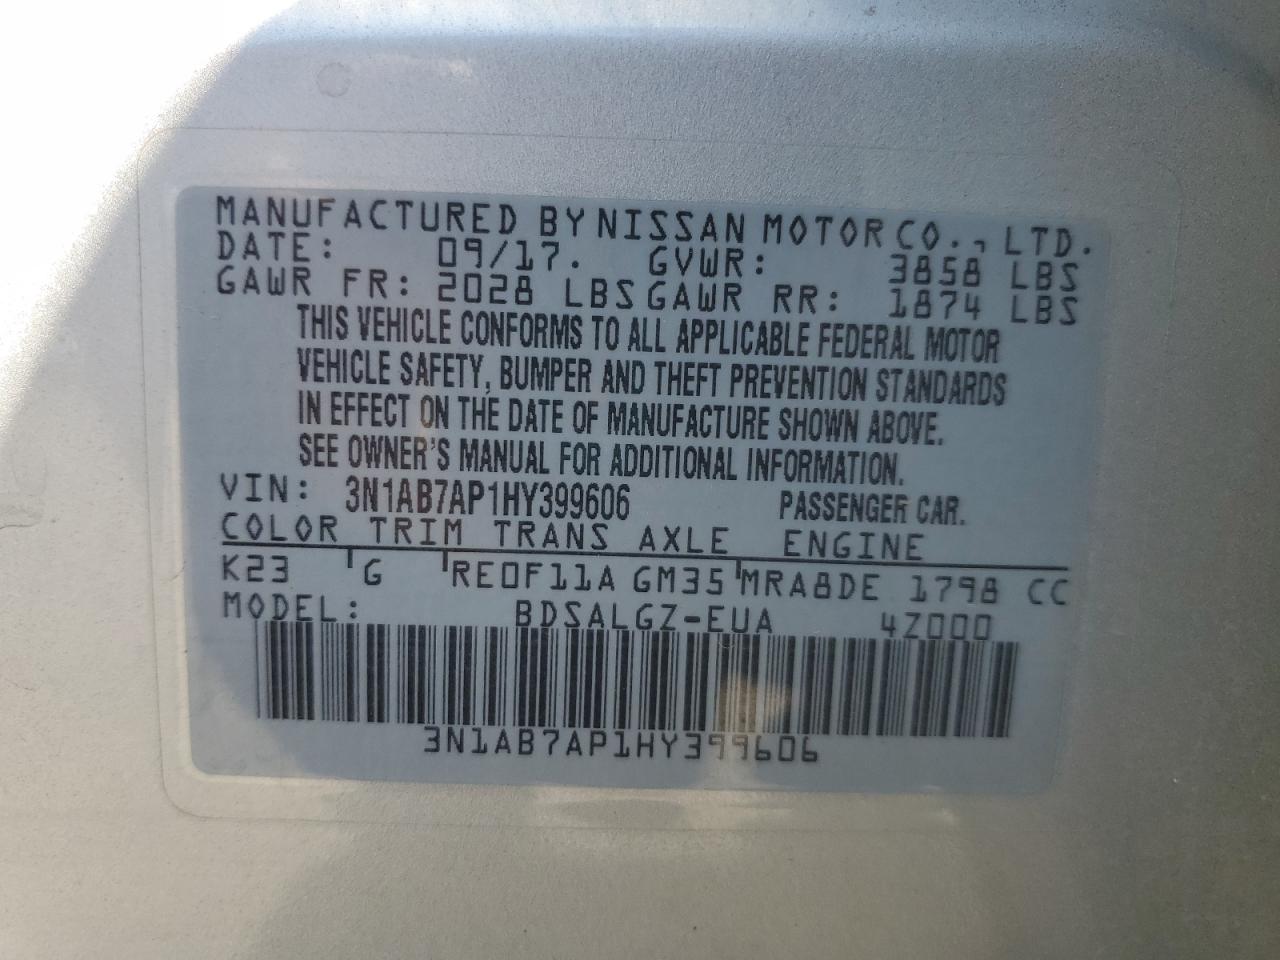 MANUFACTURED BY NISSAN MOTOR CO., LTD.
DATE: 09/17. GVWR: 3858 LBS
GAWR FR: 2028 LBS GAWR RR: 1874 LBS
THIS VEHICLE CONFORMS TO ALL APPLICABLE FEDERAL MOTOR
VEHICLE SAFETY, BUMPER AND THEFT PREVENTION STANDARDS
IN EFFECT ON THE DATE OF MANUFACTURE SHOWN ABOVE.
SEE OWNER'S MANUAL FOR ADDITIONAL INFORMATION.
VIN: 3N1AB7AP1HY399606 PASSENGER CAR.
COLOR TRIM TRANS AXLE ENGINE
K23 G RE0F11A GM35 MRA8DE 1798 CC
MODEL: BDSALGZ-EUA 4Z000
3N1AB7AP1HY399606